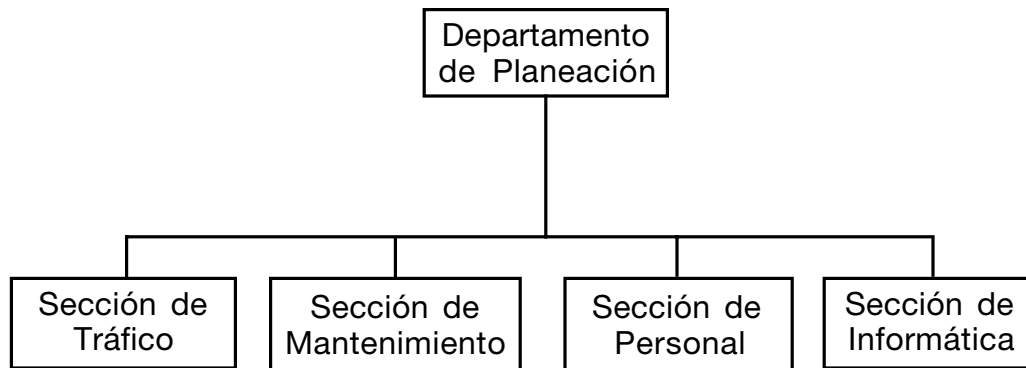 Departamento
de Planeación
Sección de
Tráfico
Sección de
Mantenimiento
Sección de
Personal
Sección de
Informática